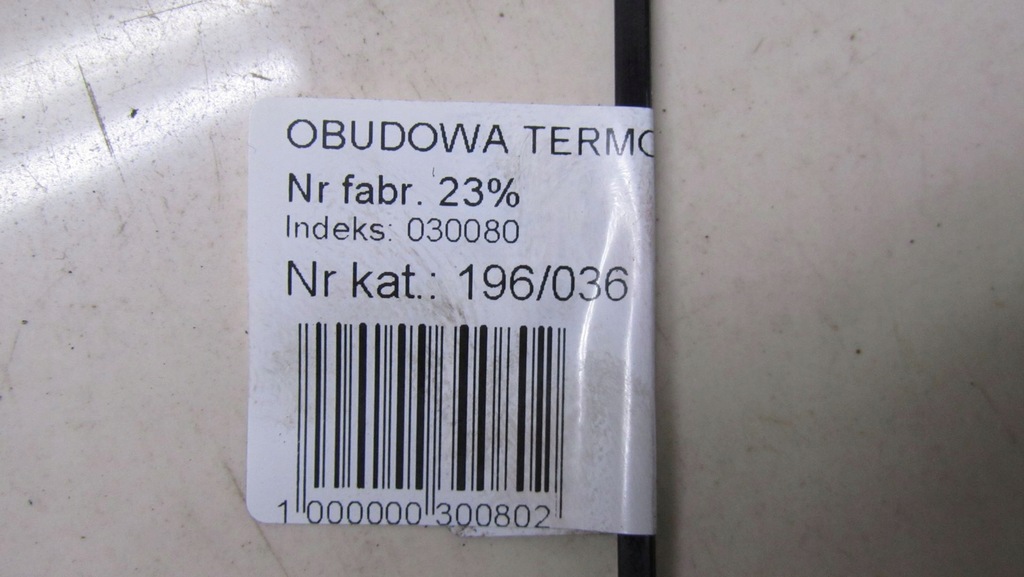 OBUDOWA TERMO
Nr fabr. 23%
Indeks: 030080
Nr kat.: 196/036
1 000000 300802